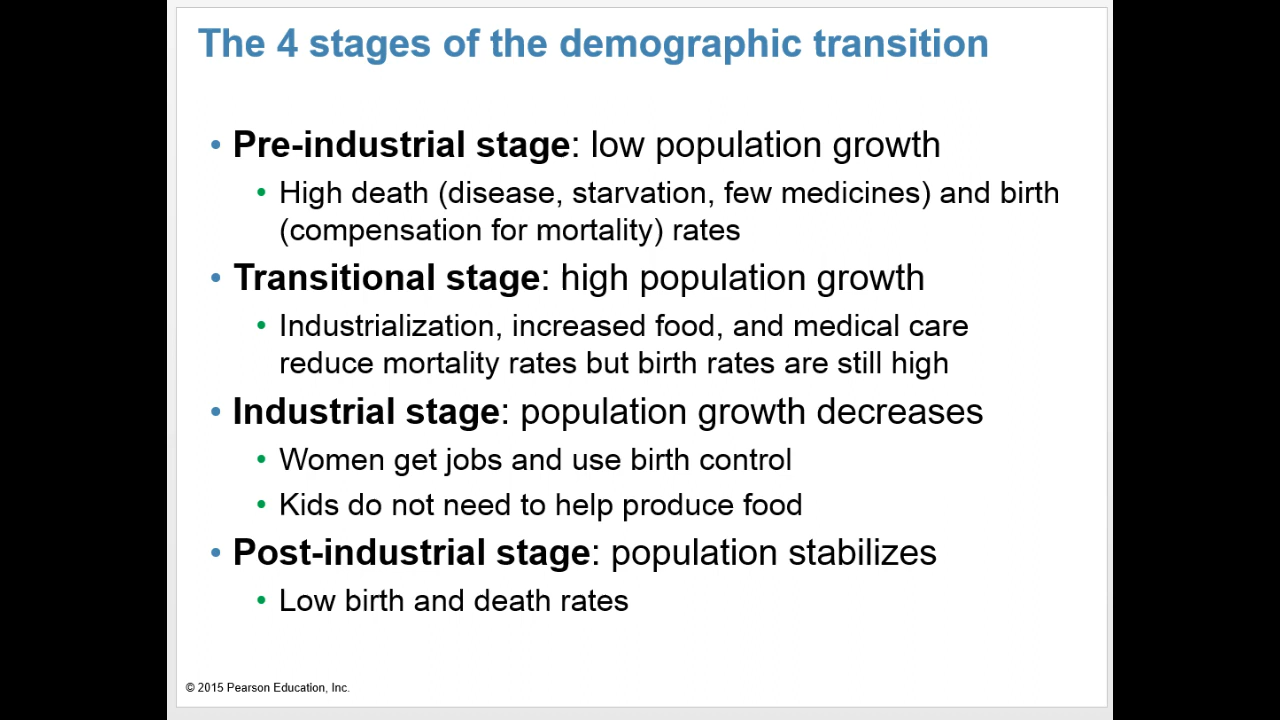 The 4 stages of the demographic transition
• Pre-industrial stage: low population growth
• High death (disease, starvation, few medicines) and birth
(compensation for mortality) rates
• Transitional stage: high population growth
• Industrialization, increased food, and medical care
reduce mortality rates but birth rates are still high
• Industrial stage: population growth decreases
• Women get jobs and use birth control
• Kids do not need to help produce food
• Post-industrial stage: population stabilizes
• Low birth and death rates
© 2015 Pearson Education, Inc.